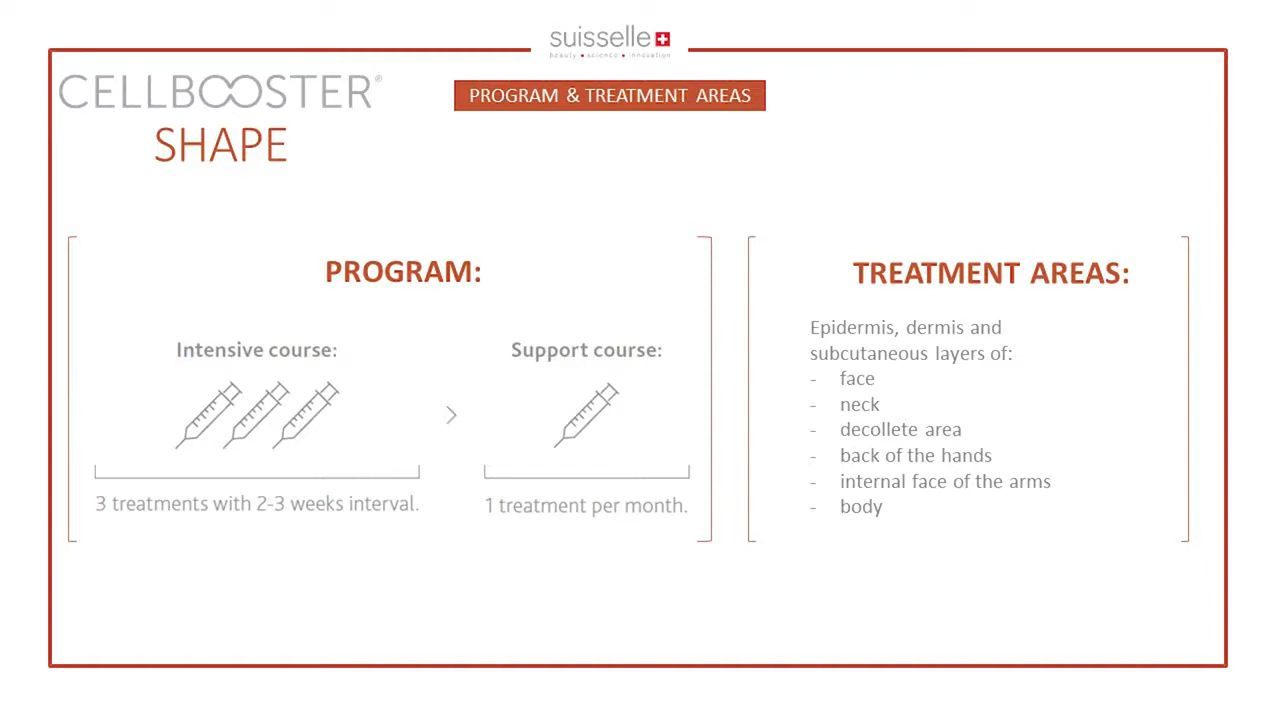 suisselle
beauty • science • innovation
CELLBOOSTER®
SHAPE
PROGRAM & TREATMENT AREAS
PROGRAM:
Intensive course:
3 treatments with 2-3 weeks interval.
>
Support course:
1 treatment per month.
TREATMENT AREAS:
Epidermis, dermis and
subcutaneous layers of:
- face
- neck
- decollete area
- back of the hands
- internal face of the arms
- body